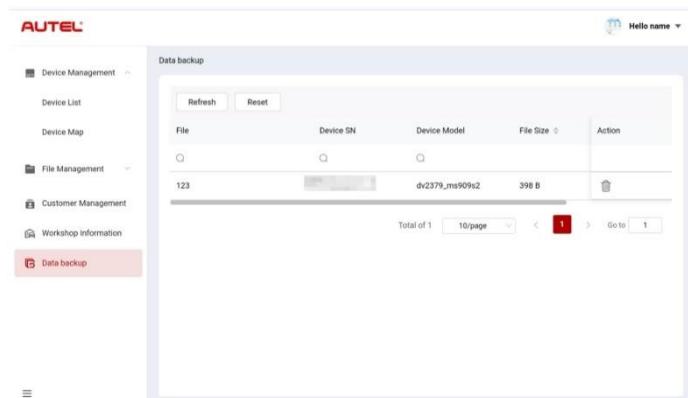 AUTEL
Hello name
Device Management
Device List
Device Map
File Management
Customer Management
Workshop Information
Data backup
Data backup
Refresh Reset
File Device SN Device Model File Size Action
123 dv2379_ms909s2 398 B
Total of 1 10/page < 1 > Go to 1